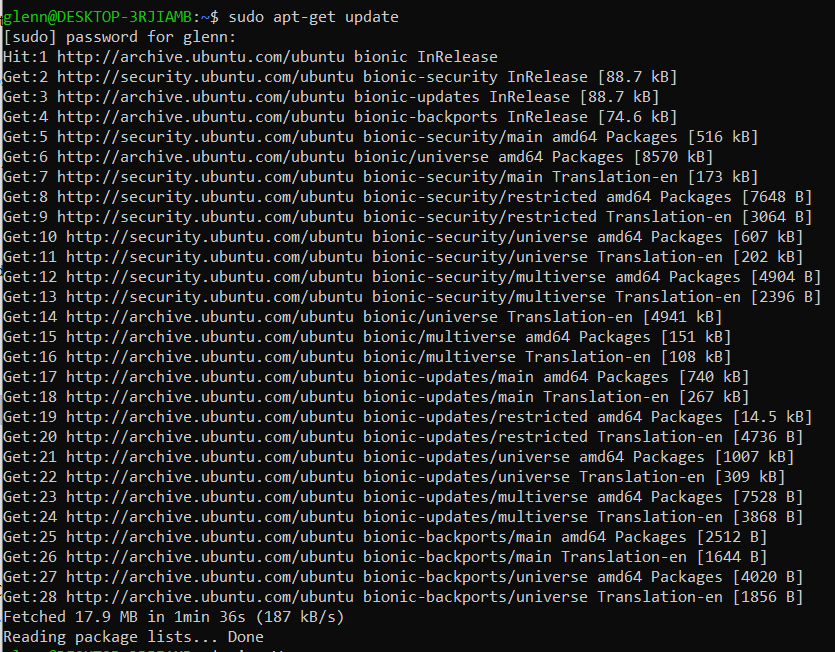 glenn@DESKTOP-3RJIAMB:~$ sudo apt-get update
[sudo] password for glenn:
Hit:1 http://archive.ubuntu.com/ubuntu bionic InRelease
Get:2 http://security.ubuntu.com/ubuntu bionic-security InRelease [88.7 kB]
Get:3 http://archive.ubuntu.com/ubuntu bionic-updates InRelease [88.7 kB]
Get:4 http://archive.ubuntu.com/ubuntu bionic-backports InRelease [74.6 kB]
Get:5 http://security.ubuntu.com/ubuntu bionic-security/main amd64 Packages [516 kB]
Get:6 http://archive.ubuntu.com/ubuntu bionic/universe amd64 Packages [8570 kB]
Get:7 http://security.ubuntu.com/ubuntu bionic-security/main Translation-en [173 kB]
Get:8 http://security.ubuntu.com/ubuntu bionic-security/restricted amd64 Packages [7648 B]
Get:9 http://security.ubuntu.com/ubuntu bionic-security/restricted Translation-en [3064 B]
Get:10 http://security.ubuntu.com/ubuntu bionic-security/universe amd64 Packages [607 kB]
Get:11 http://security.ubuntu.com/ubuntu bionic-security/universe Translation-en [202 kB]
Get:12 http://security.ubuntu.com/ubuntu bionic-security/multiverse amd64 Packages [4904 B]
Get:13 http://security.ubuntu.com/ubuntu bionic-security/multiverse Translation-en [2396 B]
Get:14 http://archive.ubuntu.com/ubuntu bionic/universe Translation-en [4941 kB]
Get:15 http://archive.ubuntu.com/ubuntu bionic/multiverse amd64 Packages [151 kB]
Get:16 http://archive.ubuntu.com/ubuntu bionic/multiverse Translation-en [108 kB]
Get:17 http://archive.ubuntu.com/ubuntu bionic-updates/main amd64 Packages [740 kB]
Get:18 http://archive.ubuntu.com/ubuntu bionic-updates/main Translation-en [267 kB]
Get:19 http://archive.ubuntu.com/ubuntu bionic-updates/restricted amd64 Packages [14.5 kB]
Get:20 http://archive.ubuntu.com/ubuntu bionic-updates/restricted Translation-en [4736 B]
Get:21 http://archive.ubuntu.com/ubuntu bionic-updates/universe amd64 Packages [1007 kB]
Get:22 http://archive.ubuntu.com/ubuntu bionic-updates/universe Translation-en [309 kB]
Get:23 http://archive.ubuntu.com/ubuntu bionic-updates/multiverse amd64 Packages [7528 B]
Get:24 http://archive.ubuntu.com/ubuntu bionic-updates/multiverse Translation-en [3868 B]
Get:25 http://archive.ubuntu.com/ubuntu bionic-backports/main amd64 Packages [2512 B]
Get:26 http://archive.ubuntu.com/ubuntu bionic-backports/main Translation-en [1644 B]
Get:27 http://archive.ubuntu.com/ubuntu bionic-backports/universe amd64 Packages [4020 B]
Get:28 http://archive.ubuntu.com/ubuntu bionic-backports/universe Translation-en [1856 B]
Fetched 17.9 MB in 1min 36s (187 kB/s)
Reading package lists... Done